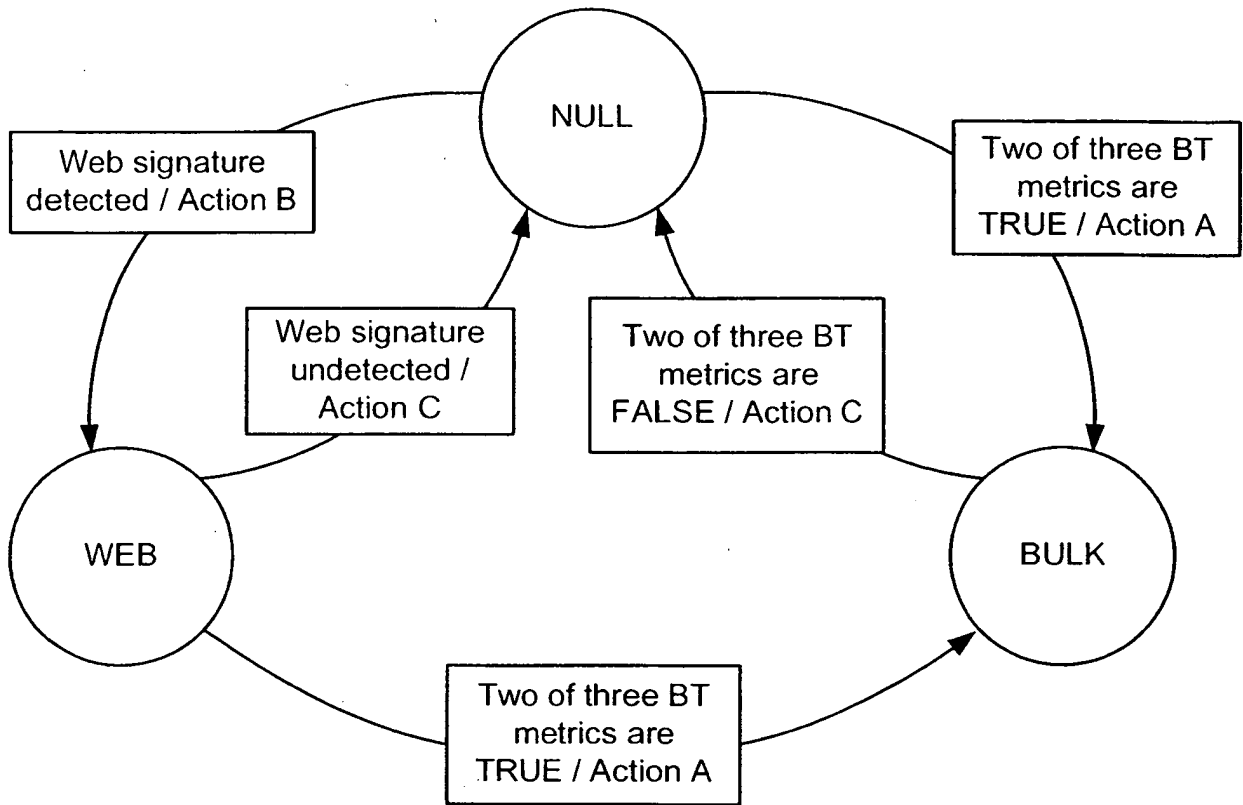 NULL
Web signature
detected / Action B
Two of three BT
metrics are
TRUE / Action A
Web signature
undetected /
Action C
Two of three BT
metrics are
FALSE / Action C
WEB
BULK
Two of three BT
metrics are
TRUE / Action A